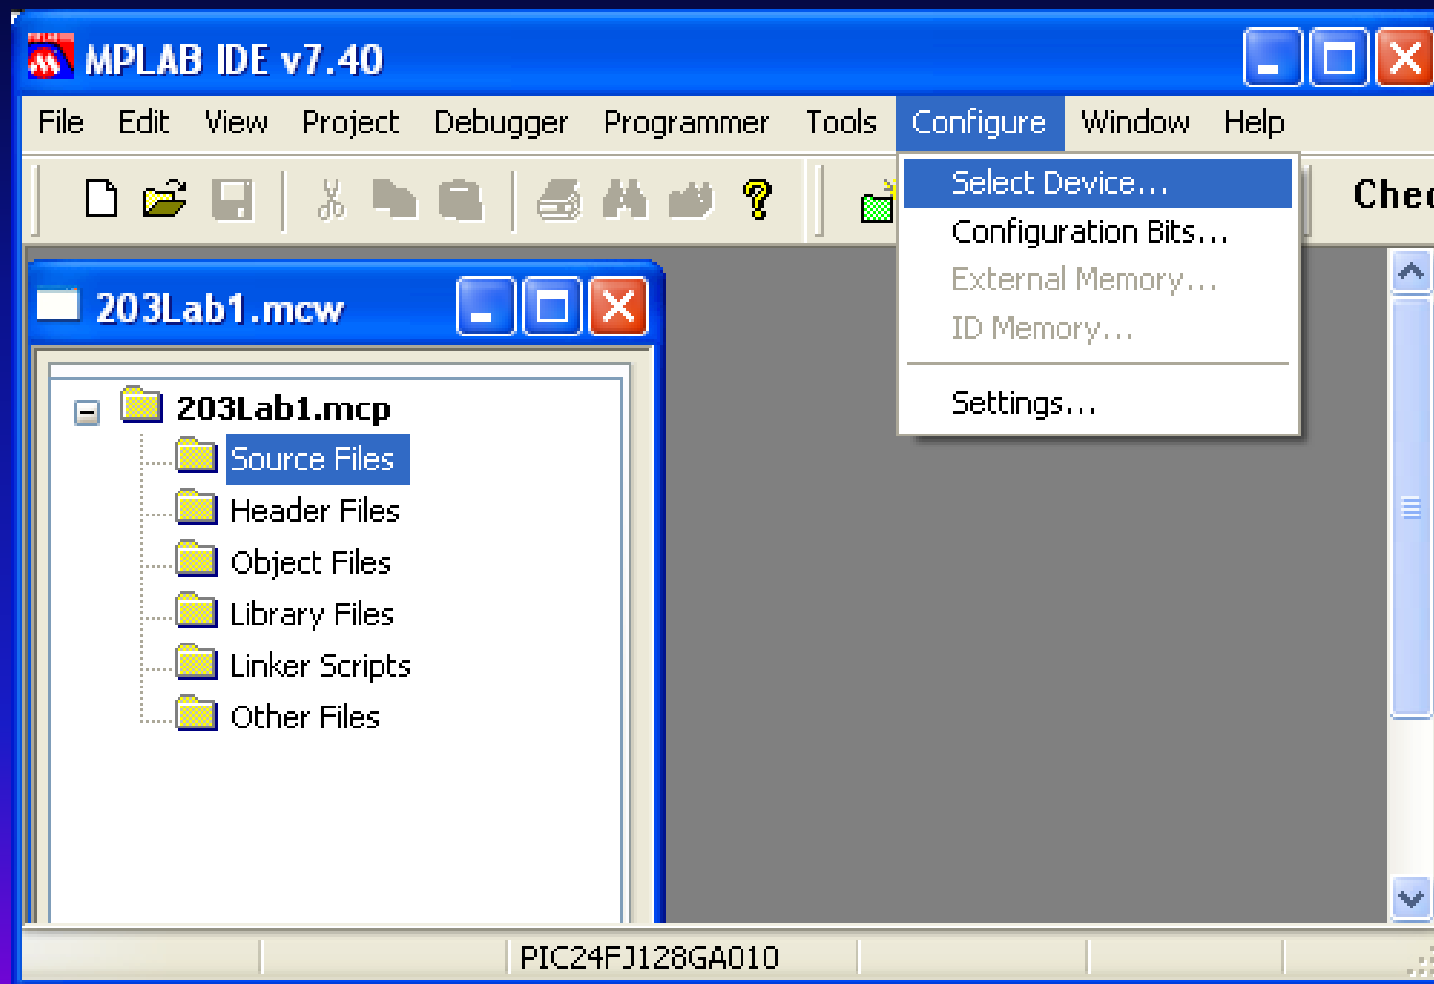 MPLAB IDE v7.40
File Edit View Project Debugger Programmer Tools Configure Window Help
Select Device...
Chec
Configuration Bits...
External Memory...
ID Memory...
Settings...
203Lab1.mcw
203Lab1.mcp
Source Files
Header Files
Object Files
Library Files
Linker Scripts
Other Files
PIC24FJ128GA010